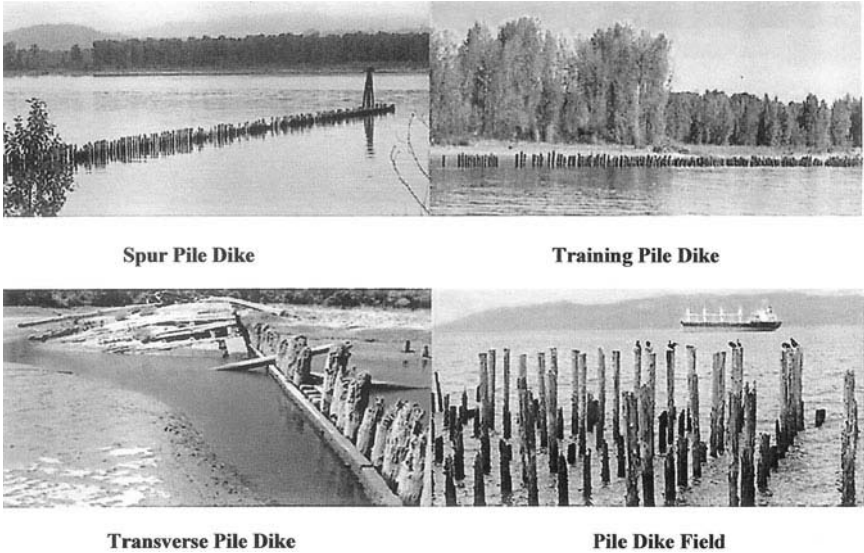 Spur Pile Dike
Training Pile Dike
Transverse Pile Dike
Pile Dike Field